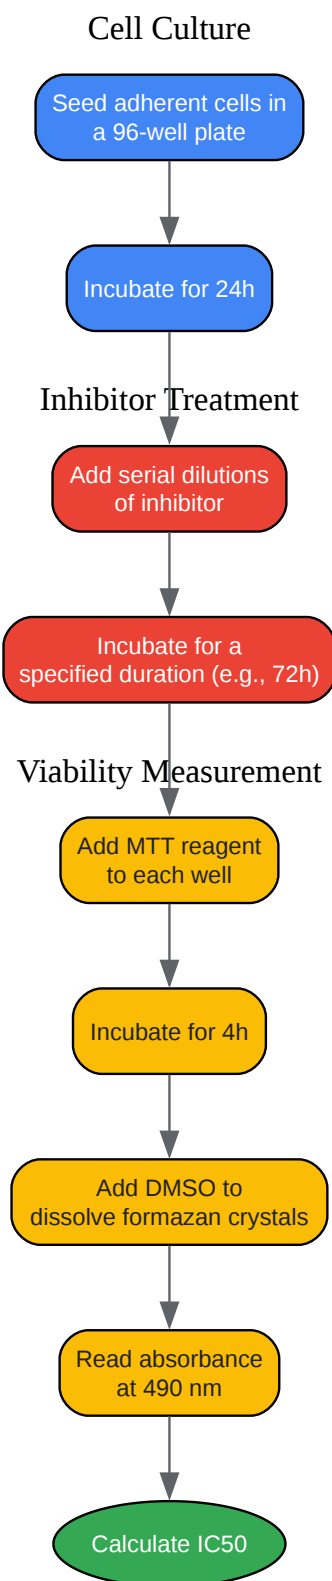 Cell Culture
Seed adherent cells in
a 96-well plate
Incubate for 24h
Inhibitor Treatment
Add serial dilutions
of inhibitor
Incubate for a
specified duration (e.g., 72h)
Viability Measurement
Add MTT reagent
to each well
Incubate for 4h
Add DMSO to
dissolve formazan crystals
Read absorbance
at 490 nm
Calculate IC50